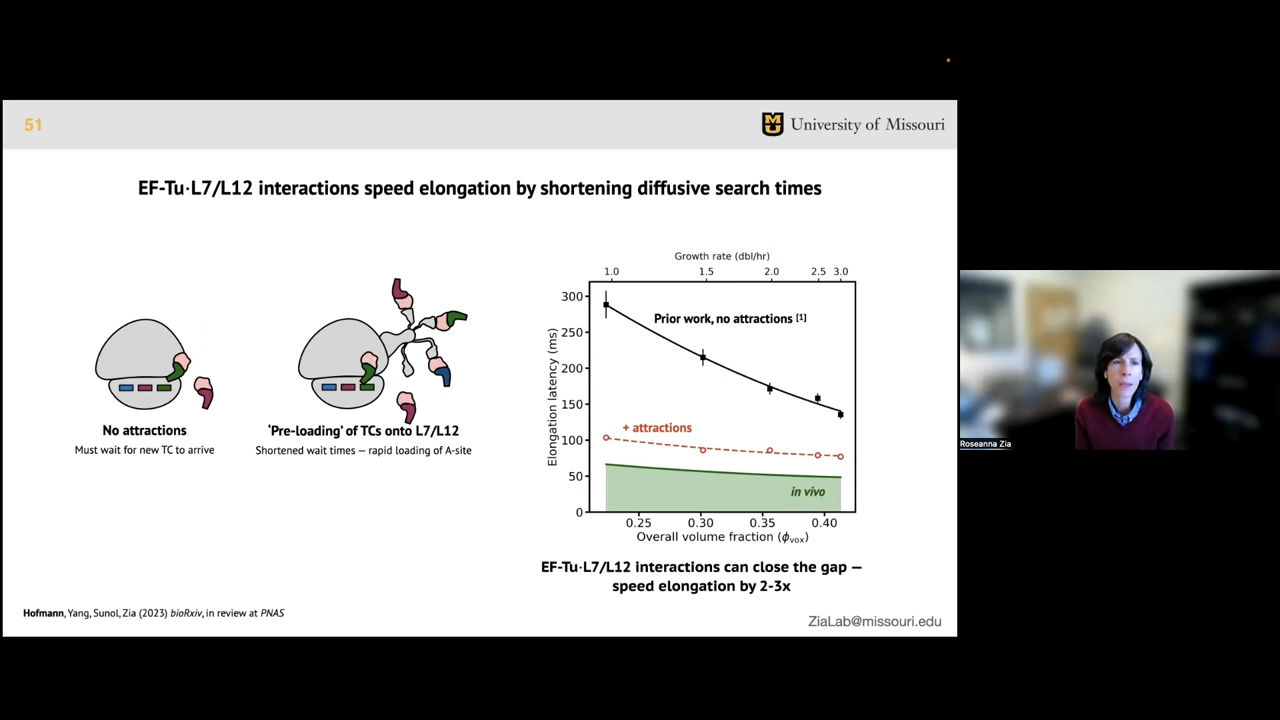 51
University of Missouri
EF-Tu·L7/L12 interactions speed elongation by shortening diffusive search times
No attractions
Must wait for new TC to arrive
'Pre-loading' of TCs onto L7/L12
Shortened wait times — rapid loading of A-site
Growth rate (dbl/hr)
1.0 1.5 2.0 2.5 3.0
Elongation latency (ms)
300
250
200
150
100
50
0
Prior work, no attractions [1]
+ attractions
in vivo
0.25 0.30 0.35 0.40
Overall volume fraction (ϕvox)
EF-Tu·L7/L12 interactions can close the gap —
speed elongation by 2-3x
Hofmann, Yang, Sunol, Zia (2023) bioRxiv, in review at PNAS
ZiaLab@missouri.edu
Roseanna Zia